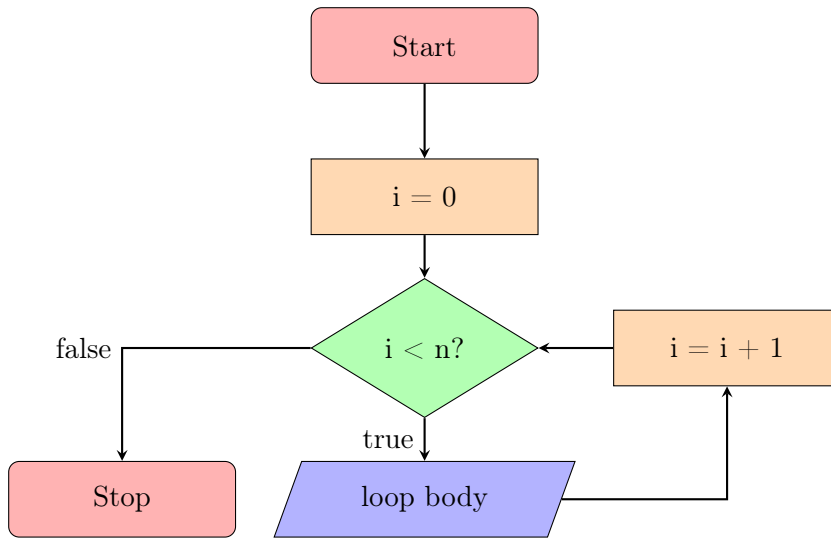 Start
i = 0
i < n?
i = i + 1
false
true
Stop
loop body